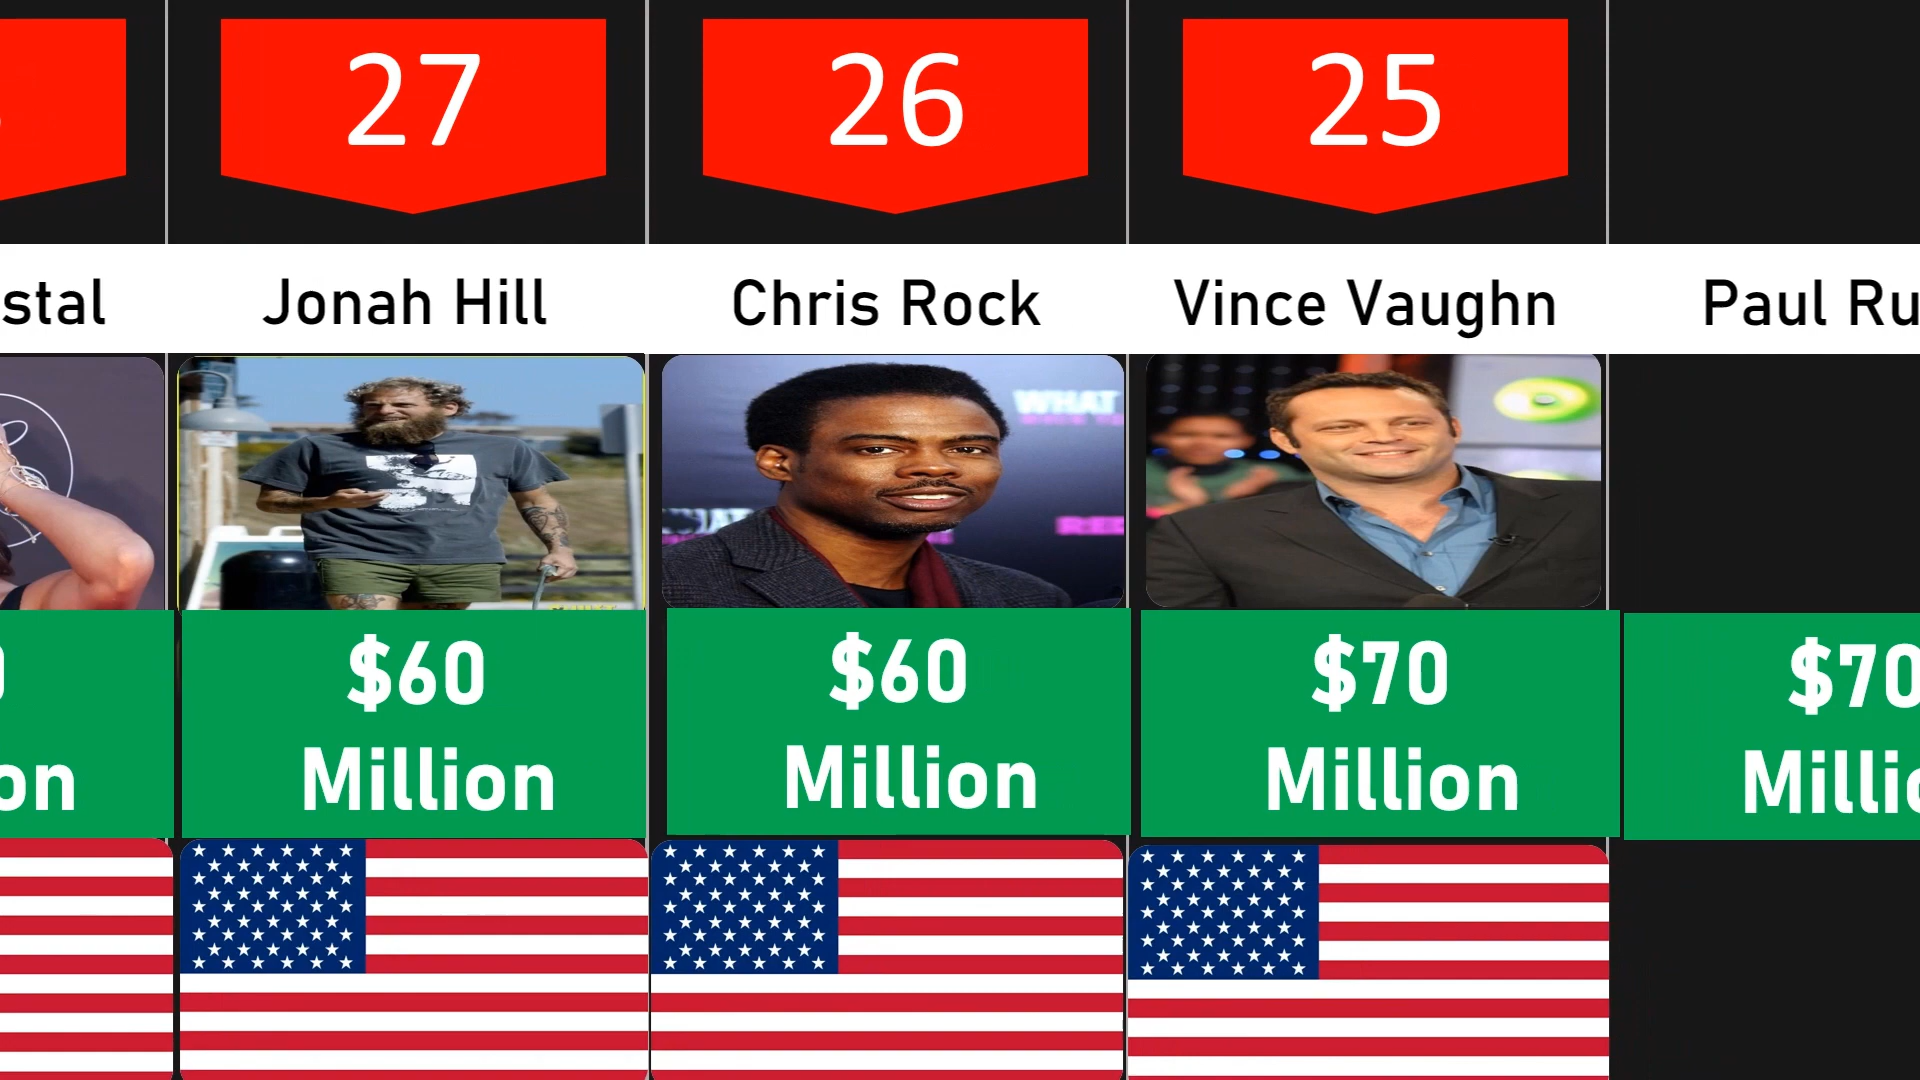 27
26
25
stal
Jonah Hill
Chris Rock
Vince Vaughn
Paul Ru
WHAT
$60
Million
$60
Million
$70
Million
$70
Milli
on